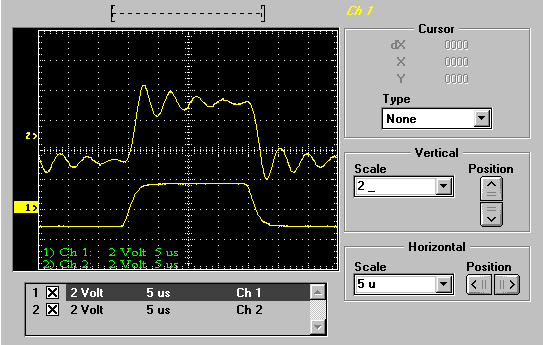 Ch 1
Cursor
dX 0000
X 0000
Y 0000
Type
None
2>
1>
1) Ch 1: 2 Volt 5 us
2) Ch 2: 2 Volt 5 us
Vertical
Scale Position
2 _
Horizontal
Scale Position
5 u
1 2 Volt 5 us Ch 1
2 2 Volt 5 us Ch 2